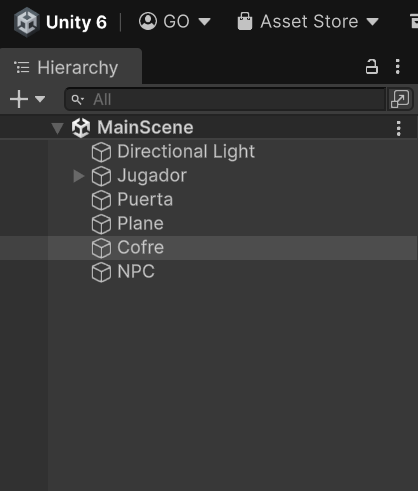 Unity 6 GO Asset Store
Hierarchy
All
MainScene
Directional Light
Jugador
Puerta
Plane
Cofre
NPC